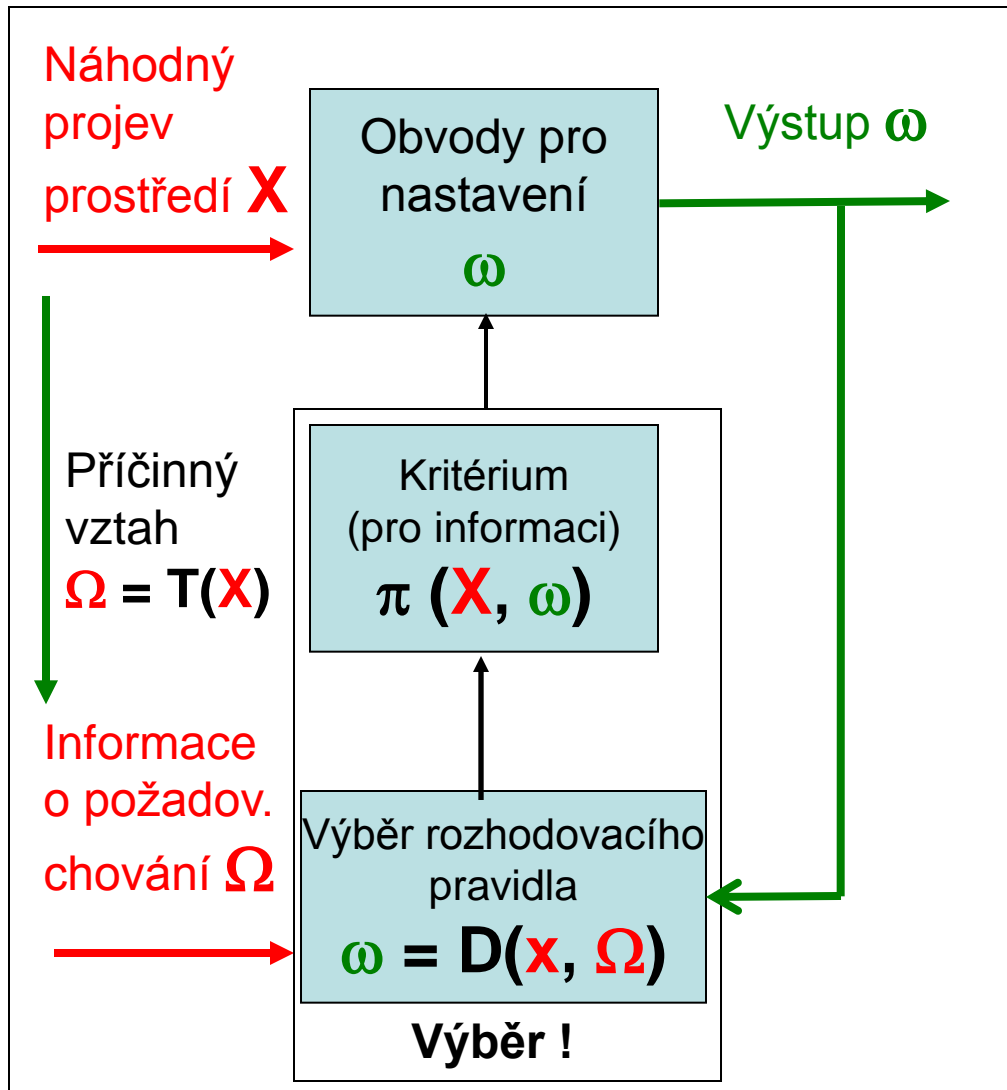 Náhodný
projev
prostředí X
Obvody pro
nastavení
ω
Výstup ω
Příčinný
vztah
Ω = T(X)
Kritérium
(pro informaci)
π (X, ω)
Informace
o požadov.
chování Ω
Výběr rozhodovacího
pravidla
ω = D(x, Ω)
Výběr !